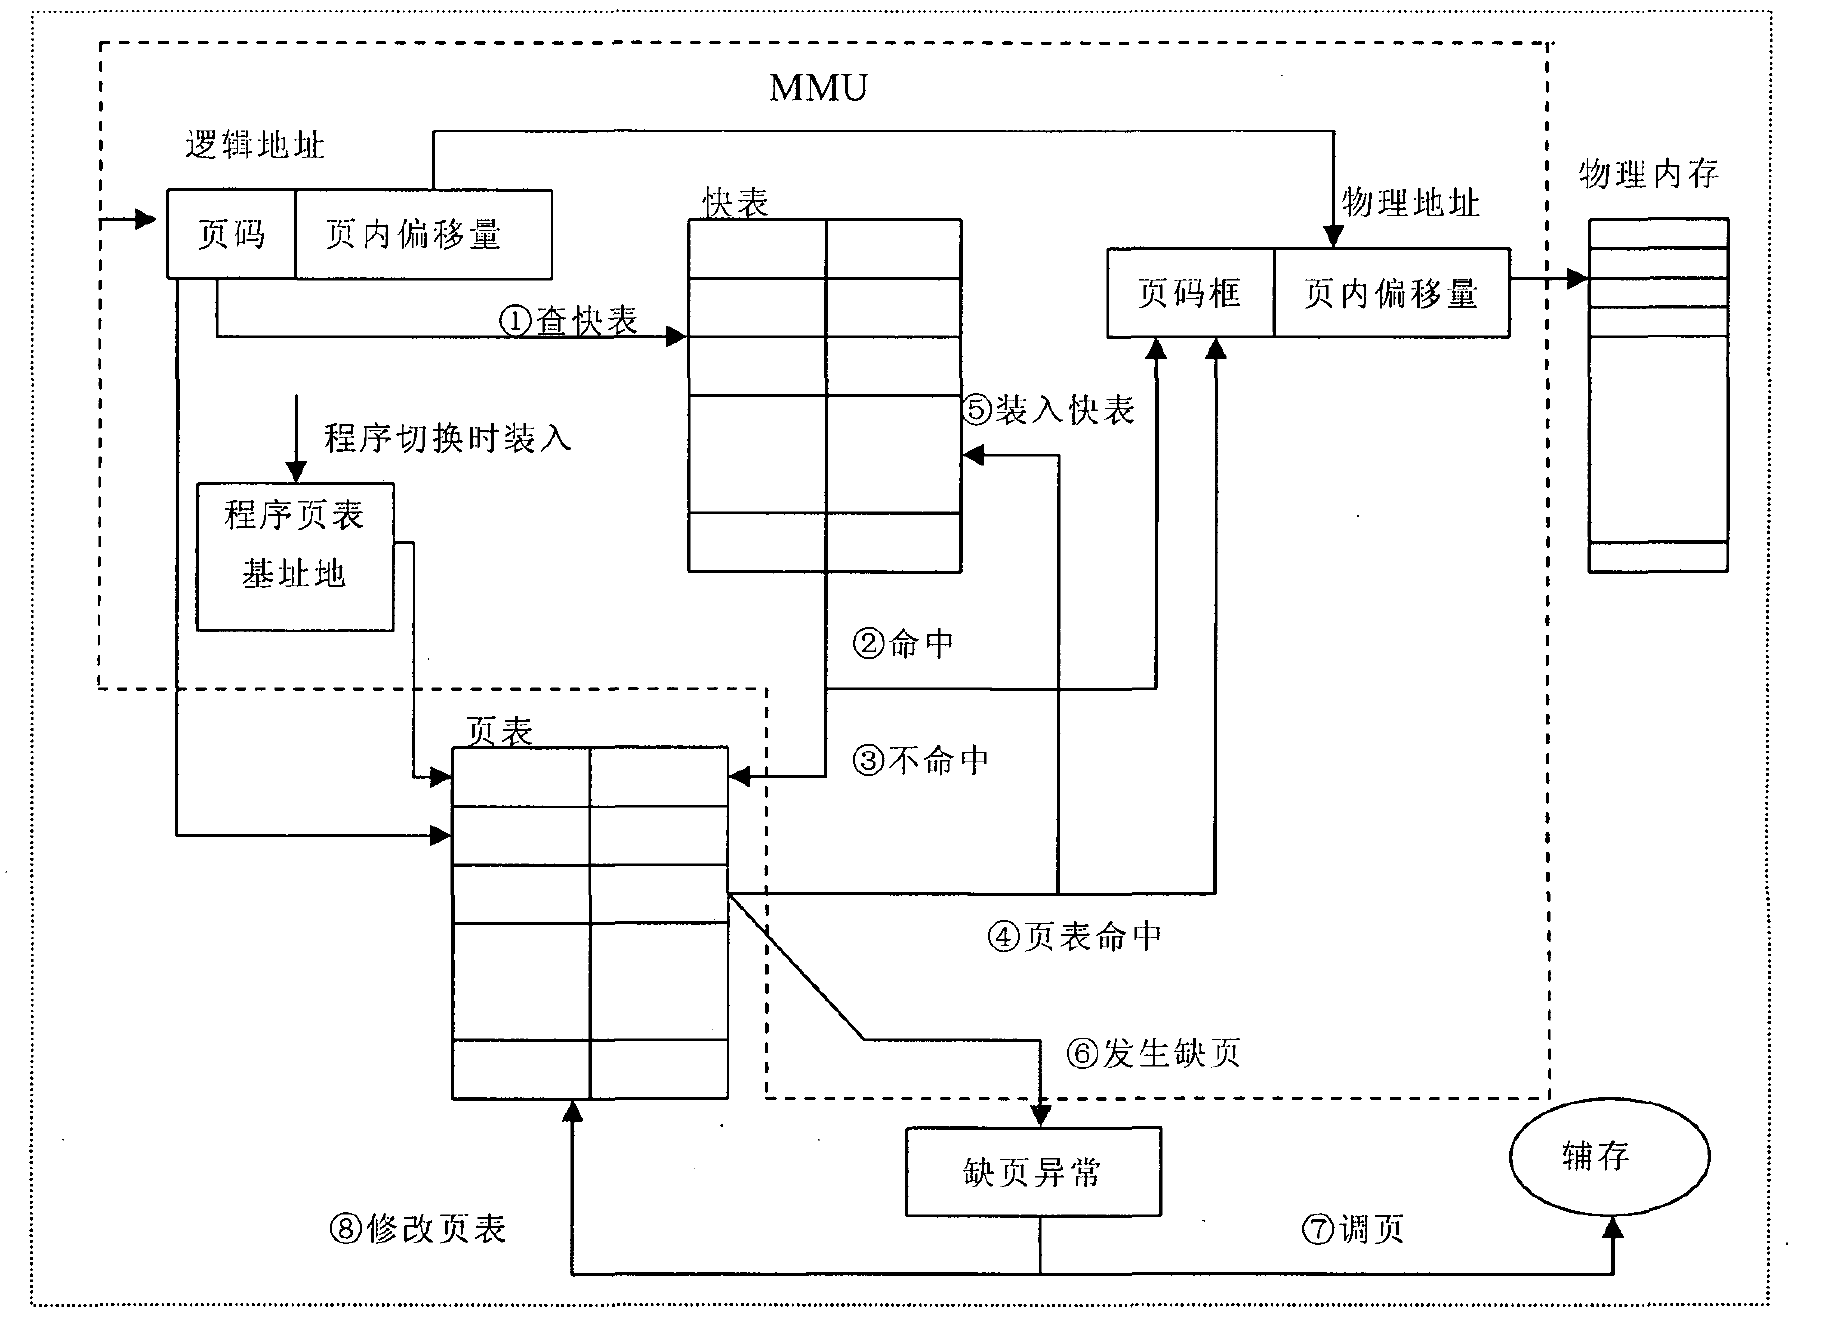 MMU
逻辑地址
物理内存
快表
物理地址
页码
页内偏移量
页码框
页内偏移量
①查快表
⑤装入快表
程序切换时装入
程序页表
基址地
②命中
页表
③不命中
④页表命中
⑥发生缺页
缺页异常
辅存
⑧修改页表
⑦调页